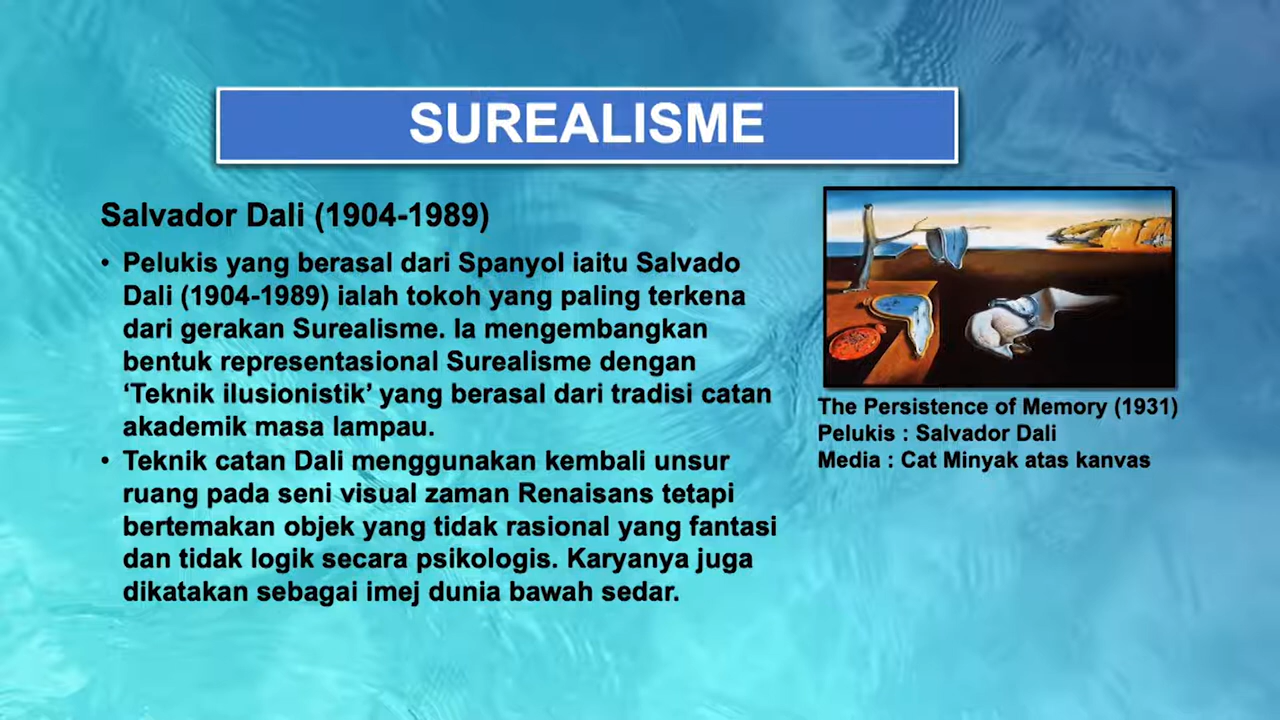 SUREALISME
Salvador Dali (1904-1989)
• Pelukis yang berasal dari Spanyol iaitu Salvado
Dali (1904-1989) ialah tokoh yang paling terkena
dari gerakan Surealisme. Ia mengembangkan
bentuk representasional Surealisme dengan
‘Teknik ilusionistik’ yang berasal dari tradisi catan
akademik masa lampau.
• Teknik catan Dali menggunakan kembali unsur
ruang pada seni visual zaman Renaisans tetapi
bertemakan objek yang tidak rasional yang fantasi
dan tidak logik secara psikologis. Karyanya juga
dikatakan sebagai imej dunia bawah sedar.
The Persistence of Memory (1931)
Pelukis : Salvador Dali
Media : Cat Minyak atas kanvas